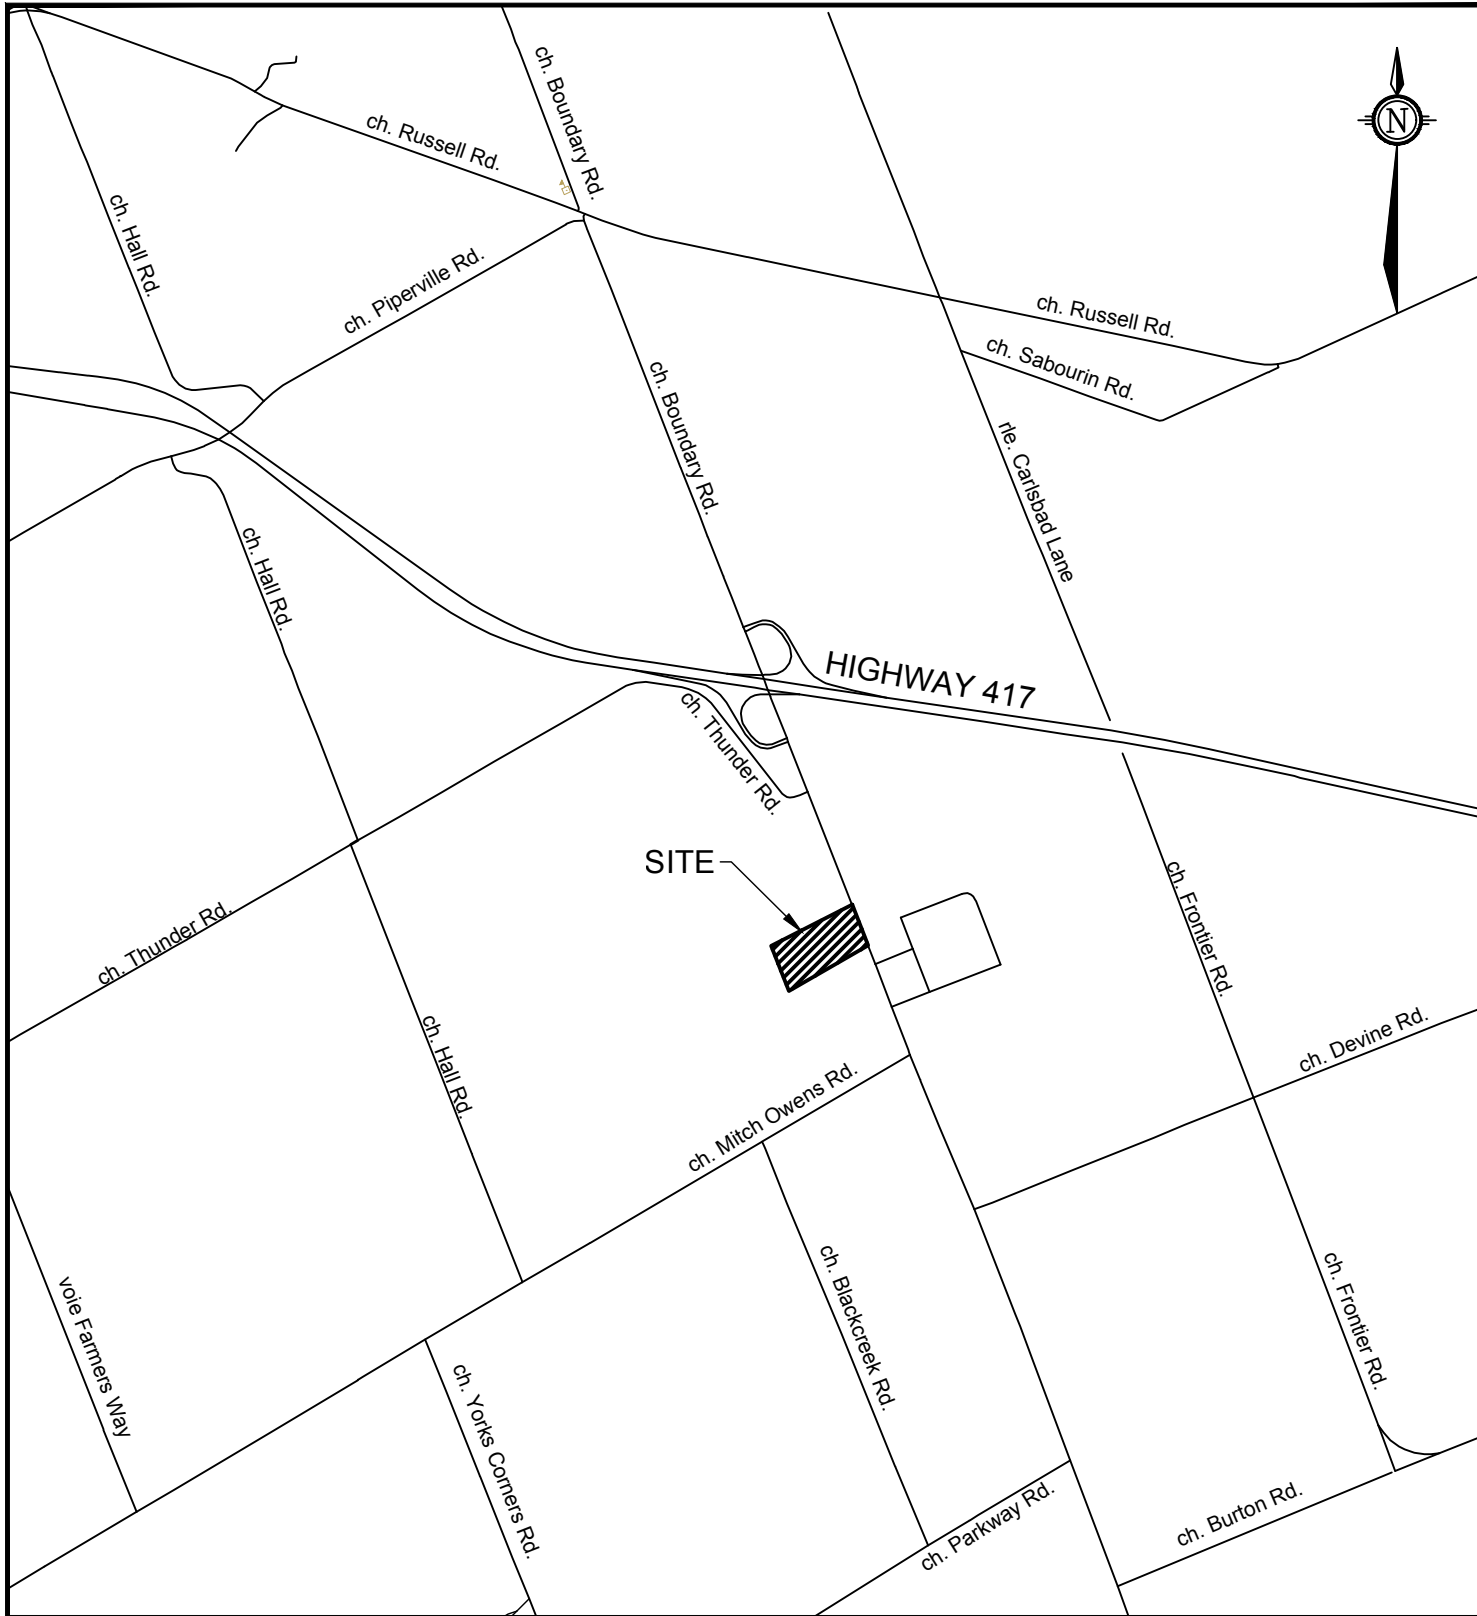 ch. Boundary Rd.
N
ch. Russell Rd.
ch. Hall Rd.
ch. Piperville Rd.
ch. Russell Rd.
ch. Sabourin Rd.
ch. Boundary Rd.
rle. Carlsbad Lane
ch. Hall Rd.
HIGHWAY 417
ch. Thunder Rd.
SITE
ch. Frontier Rd.
ch. Thunder Rd.
ch. Hall Rd.
ch. Devine Rd.
ch. Mitch Owens Rd.
ch. Blackcreek Rd.
ch. Frontier Rd.
voie Farmers Way
ch. Yorks Corners Rd.
ch. Parkway Rd.
ch. Burton Rd.